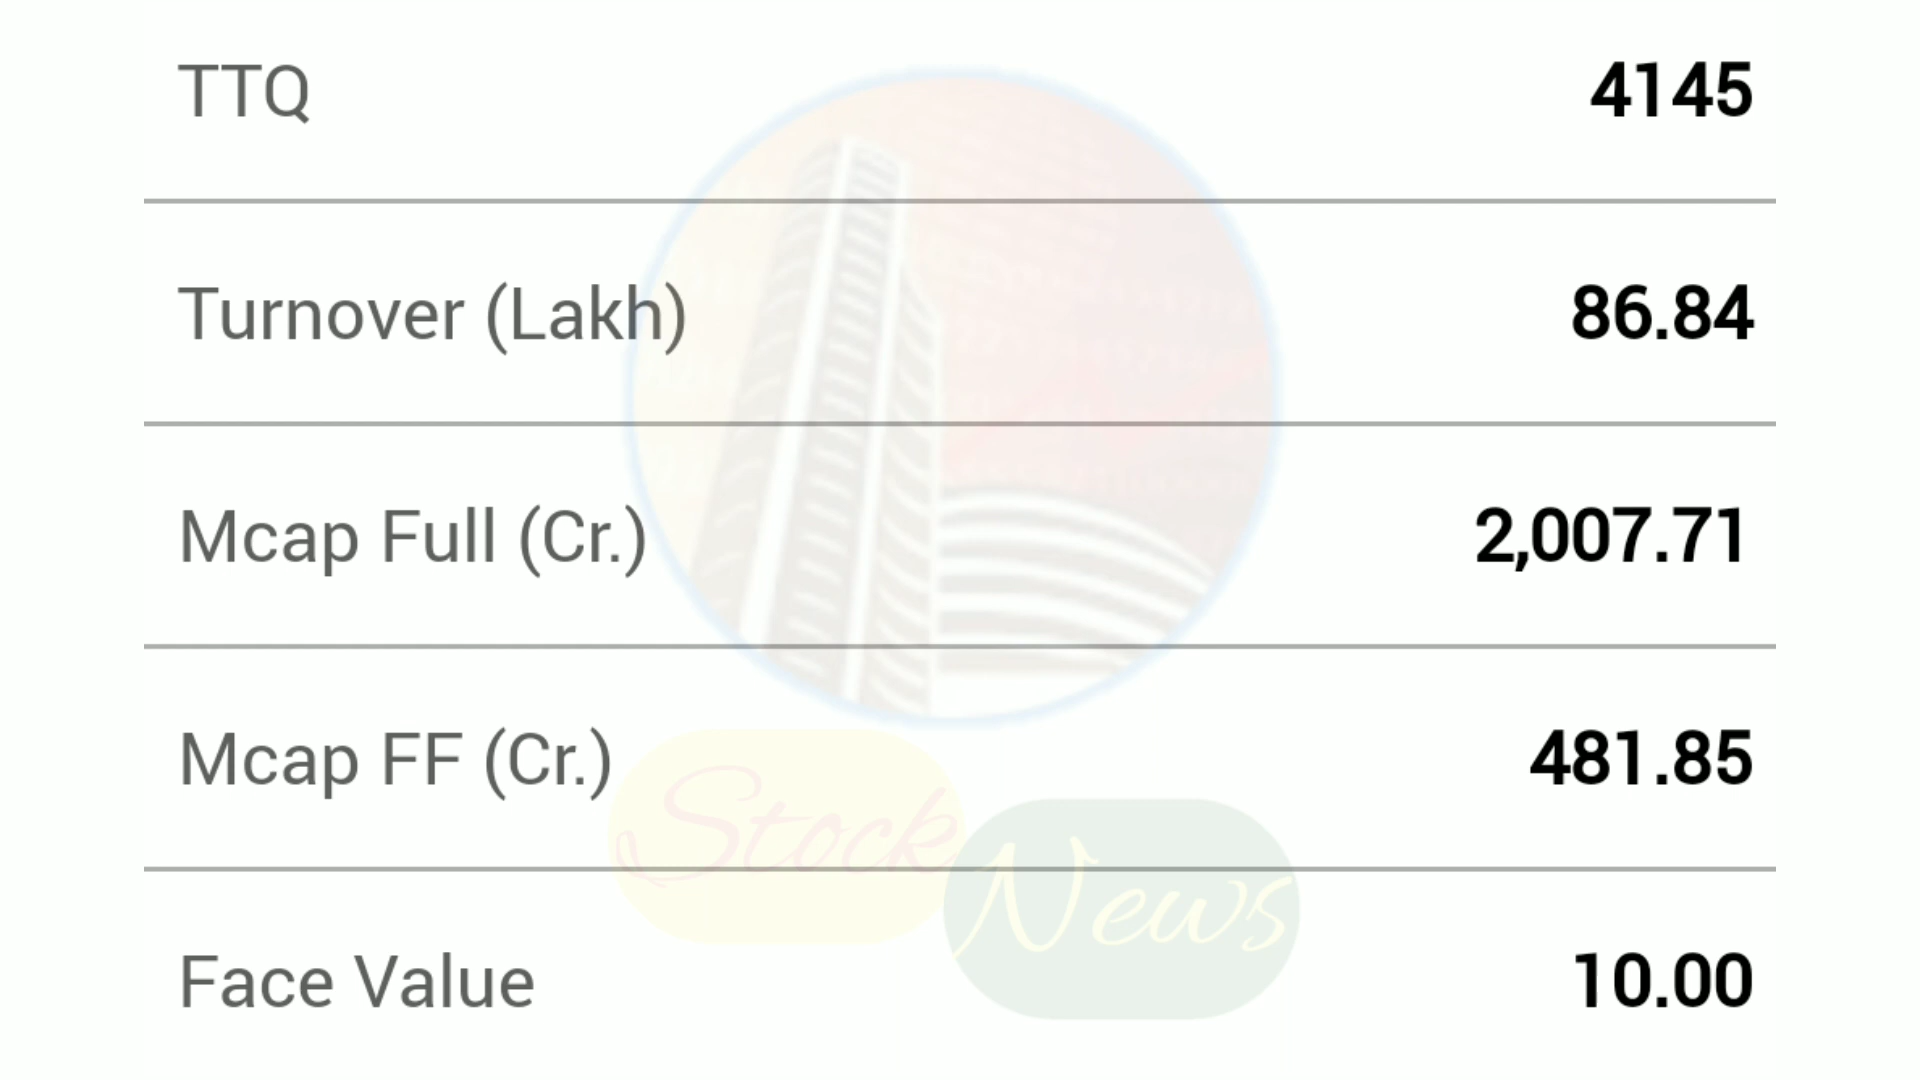 TTQ 4145
Turnover (Lakh) 86.84
Mcap Full (Cr.) 2,007.71
Mcap FF (Cr.) 481.85
Stock
News
Face Value 10.00